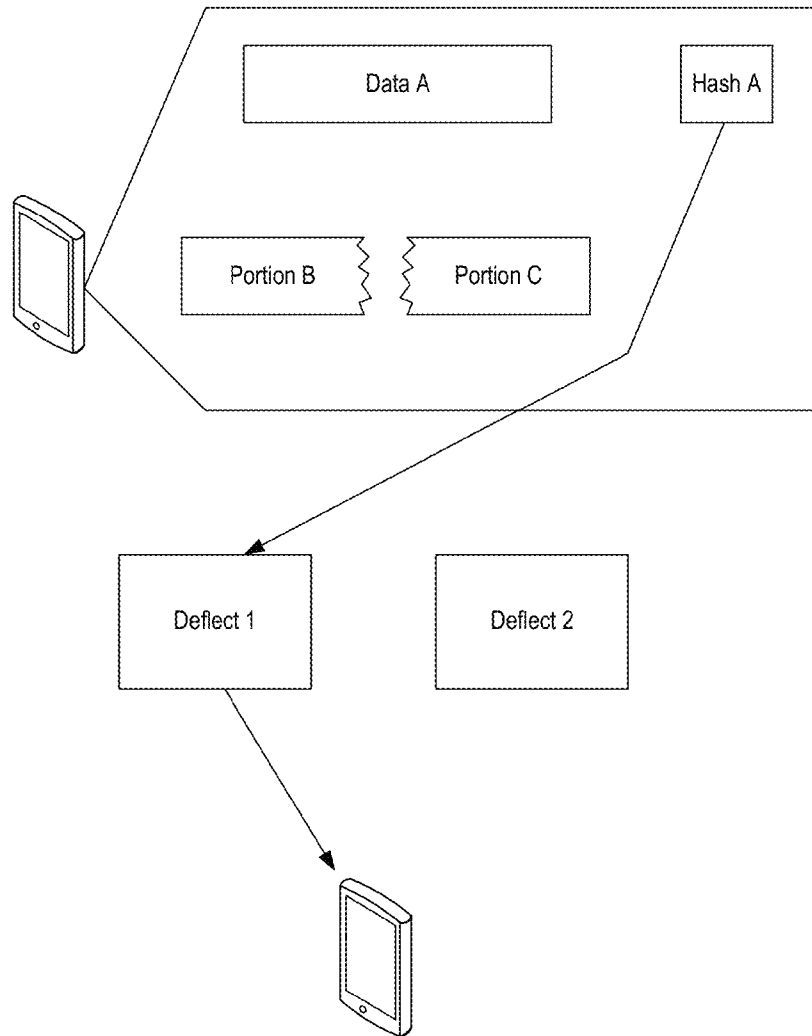 Data A
Hash A
Portion B
Portion C
Deflect 1
Deflect 2